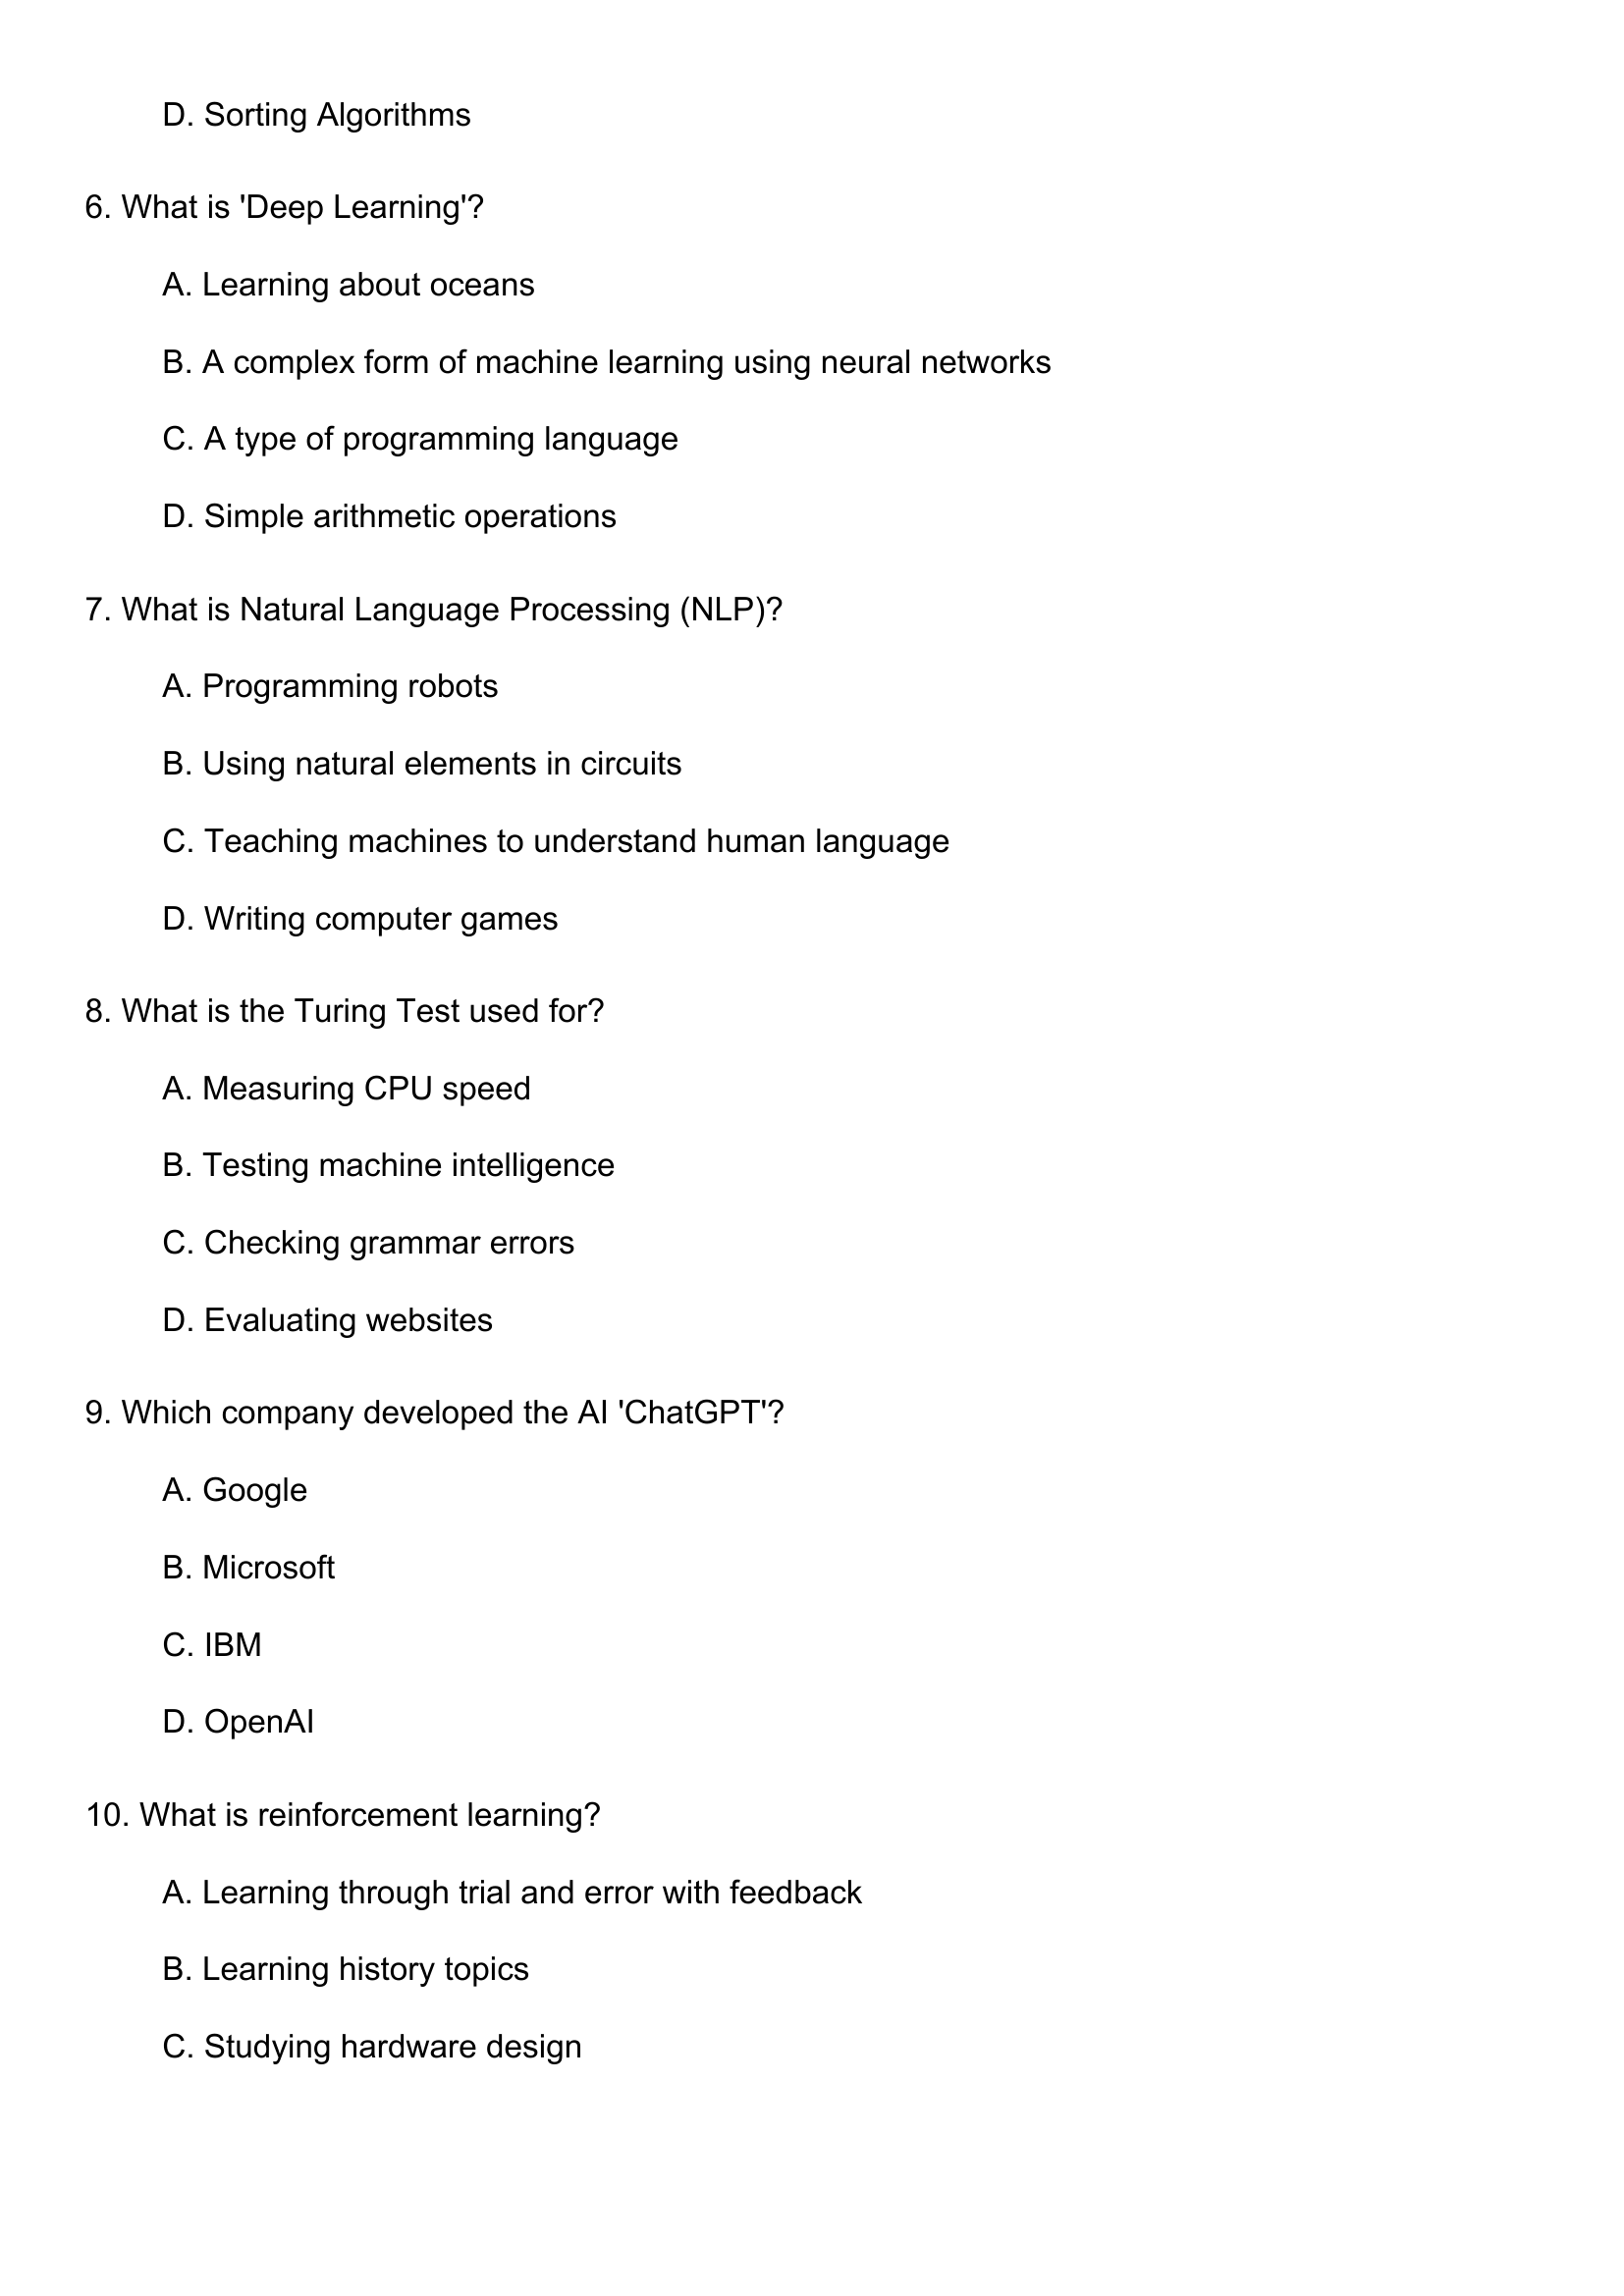 D. Sorting Algorithms
6. What is 'Deep Learning'?
A. Learning about oceans
B. A complex form of machine learning using neural networks
C. A type of programming language
D. Simple arithmetic operations
7. What is Natural Language Processing (NLP)?
A. Programming robots
B. Using natural elements in circuits
C. Teaching machines to understand human language
D. Writing computer games
8. What is the Turing Test used for?
A. Measuring CPU speed
B. Testing machine intelligence
C. Checking grammar errors
D. Evaluating websites
9. Which company developed the AI 'ChatGPT'?
A. Google
B. Microsoft
C. IBM
D. OpenAI
10. What is reinforcement learning?
A. Learning through trial and error with feedback
B. Learning history topics
C. Studying hardware design